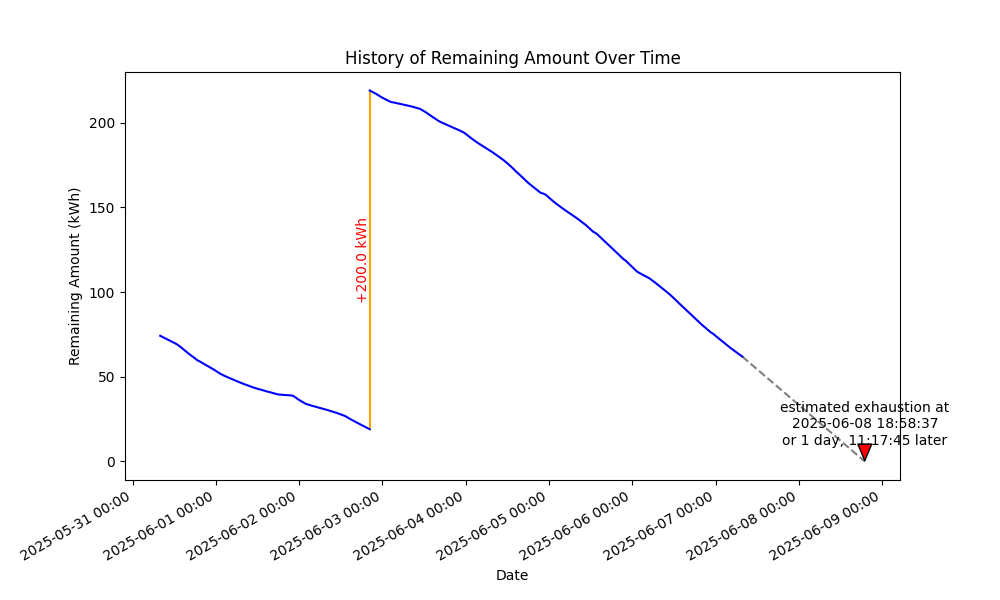 History of Remaining Amount Over Time
Remaining Amount (kWh)
200
150
100
50
0
+200.0 kWh
estimated exhaustion at
2025-06-08 18:58:37
or 1 day, 11:17:45 later
2025-05-31 00:00
2025-06-01 00:00
2025-06-02 00:00
2025-06-03 00:00
2025-06-04 00:00
2025-06-05 00:00
2025-06-06 00:00
2025-06-07 00:00
2025-06-08 00:00
2025-06-09 00:00
Date